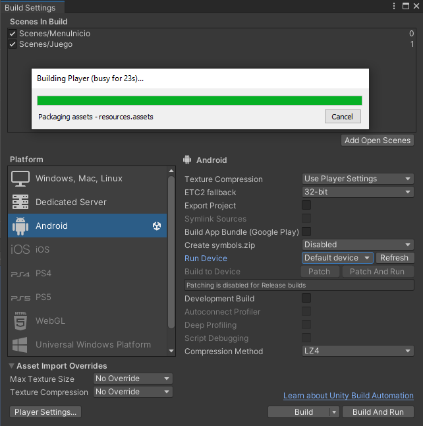 Build Settings
Scenes In Build
Scenes/MenuInicio 0
Scenes/Juego 1
Building Player (busy for 23s)...
Packaging assets - resources.assets
Cancel
Add Open Scenes
Platform
Windows, Mac, Linux
Dedicated Server
Android
iOS iOS
PS4 PS4
PS5 PS5
WebGL
Universal Windows Platform
Android
Texture Compression Use Player Settings
ETC2 fallback 32-bit
Export Project
Symlink Sources
Build App Bundle (Google Play)
Create symbols.zip Disabled
Run Device Default device Refresh
Build to Device Patch Patch And Run
Patching is disabled for Release builds
Development Build
Autoconnect Profiler
Deep Profiling
Script Debugging
Compression Method LZ4
Asset Import Overrides
Max Texture Size No Override
Texture Compression No Override
Learn about Unity Build Automation
Player Settings... Build Build And Run